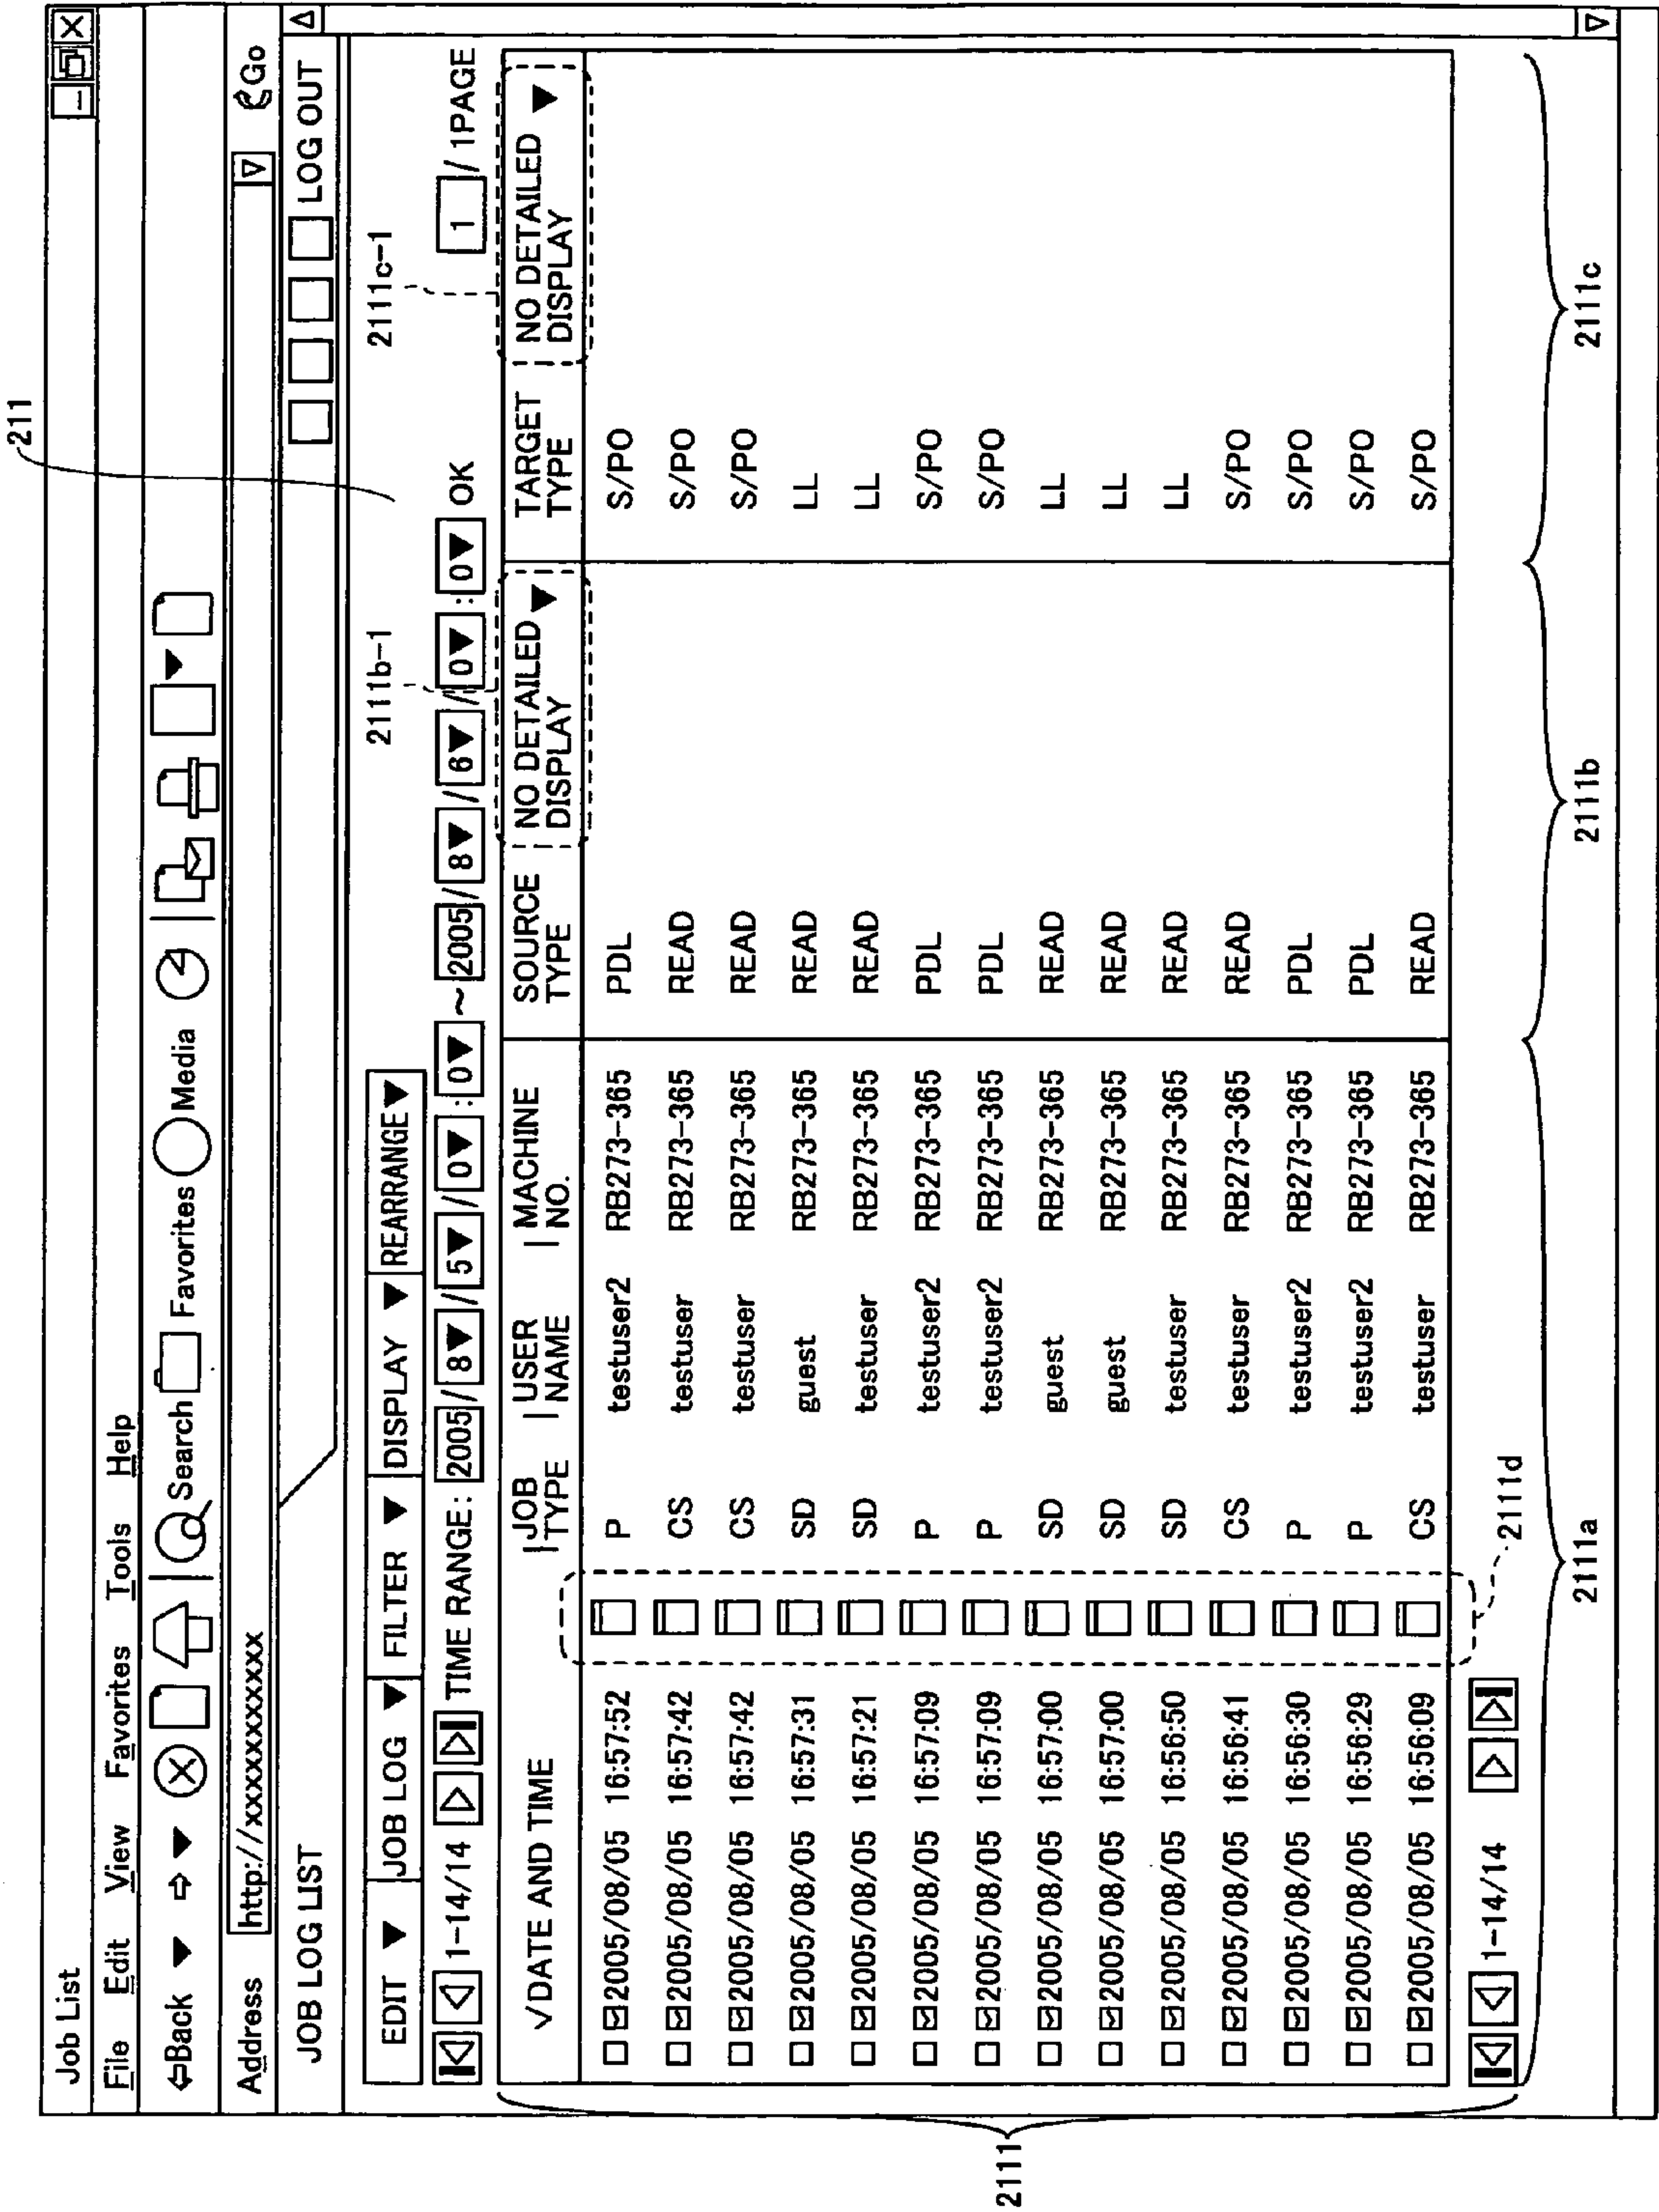 211
Job List
File Edit View Favorites Tools Help
Back Search Favorites Media
Address http://xxxxxxxxxxxx Go
JOB LOG LIST LOG OUT
EDIT ▼ JOB LOG ▼ FILTER ▼ DISPLAY ▼ REARRANGE ▼
2111b-1 2111c-1
1-14/14 TIME RANGE: 2005/8▼/5▼/0▼:0▼~2005/8▼/6▼/0▼:0▼ OK 1/1PAGE
√DATE AND TIME | JOB TYPE | USER NAME | MACHINE NO. SOURCE TYPE | NO DETAILED DISPLAY ▼ TARGET TYPE | NO DETAILED DISPLAY ▼
2005/08/05 16:57:52 P testuser2 RB273-365 PDL S/PO
2005/08/05 16:57:42 CS testuser RB273-365 READ S/PO
2005/08/05 16:57:42 CS testuser RB273-365 READ S/PO
2005/08/05 16:57:31 SD guest RB273-365 READ LL
2005/08/05 16:57:21 SD testuser RB273-365 READ LL
2005/08/05 16:57:09 P testuser2 RB273-365 PDL S/PO
2005/08/05 16:57:09 P testuser2 RB273-365 PDL S/PO
2005/08/05 16:57:00 SD guest RB273-365 READ LL
2005/08/05 16:57:00 SD guest RB273-365 READ LL
2005/08/05 16:56:50 SD testuser RB273-365 READ LL
2005/08/05 16:56:41 CS testuser RB273-365 READ S/PO
2005/08/05 16:56:30 P testuser2 RB273-365 PDL S/PO
2005/08/05 16:56:29 P testuser2 RB273-365 PDL S/PO
2005/08/05 16:56:09 CS testuser RB273-365 READ S/PO
2111
1-14/14
2111d
2111a 2111b 2111c